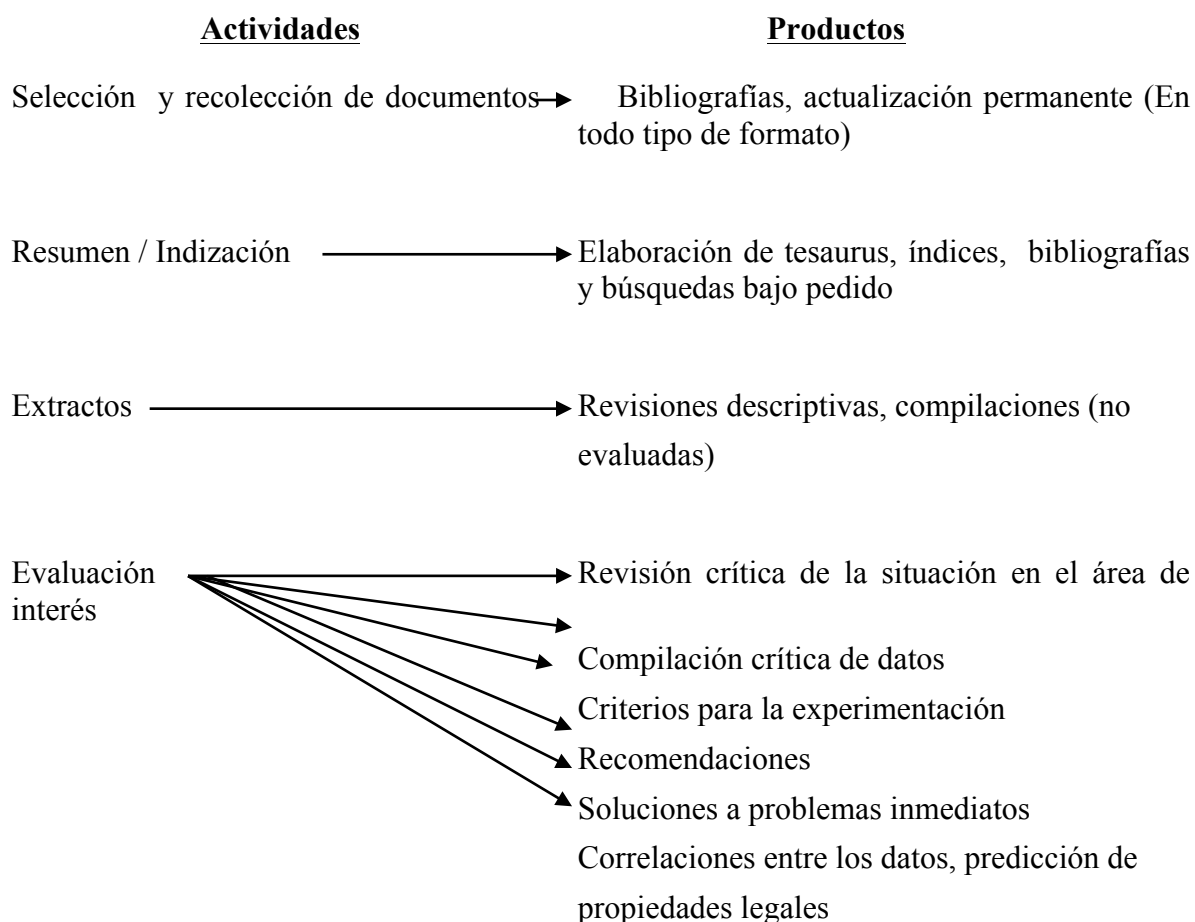 Actividades Productos
Selección y recolección de documentos Bibliografías, actualización permanente (En
todo tipo de formato)
Resumen / Indización Elaboración de tesaurus, índices, bibliografías
y búsquedas bajo pedido
Extractos Revisiones descriptivas, compilaciones (no
evaluadas)
Evaluación Revisión crítica de la situación en el área de
interés
Compilación crítica de datos
Criterios para la experimentación
Recomendaciones
Soluciones a problemas inmediatos
Correlaciones entre los datos, predicción de
propiedades legales